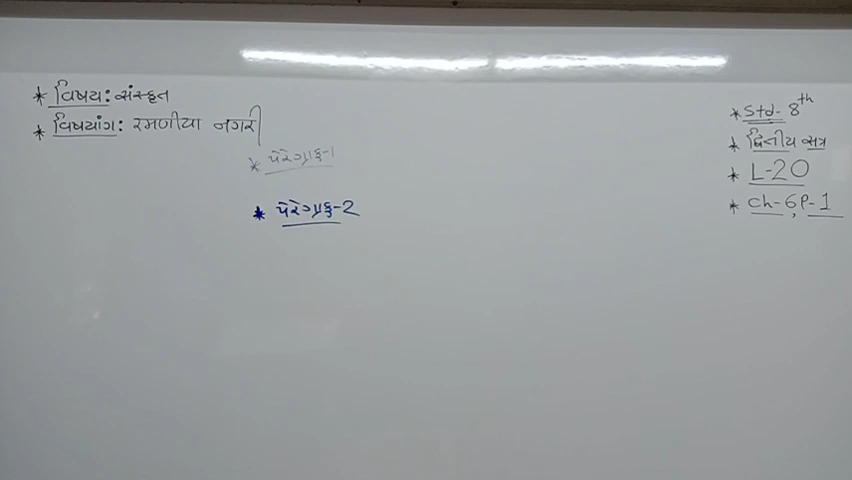 * વિષય: સંસ્કૃત
* વિષયાંગ: રમણીયા નગરી
* પેરેગ્રાફ-1
* પેરેગ્રાફ-2
* Std- 8th
* દ્વિતીય સત્ર
* L-20
* Ch-6, P-1